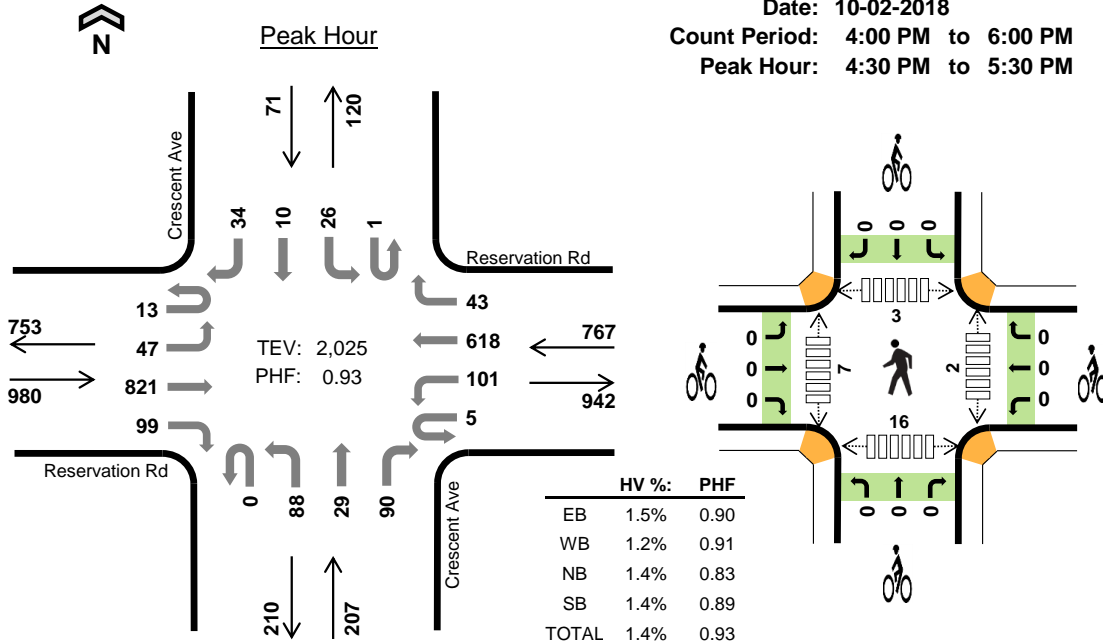 N
Peak Hour
Date: 10-02-2018
Count Period: 4:00 PM to 6:00 PM
Peak Hour: 4:30 PM to 5:30 PM
71
120
Crescent Ave
34
10
26
1
Reservation Rd
13
47
821
99
753
980
TEV: 2,025
PHF: 0.93
43
618
101
5
767
942
Reservation Rd
0
88
29
90
Crescent Ave
210
207
HV %: PHF
EB 1.5% 0.90
WB 1.2% 0.91
NB 1.4% 0.83
SB 1.4% 0.89
TOTAL 1.4% 0.93
0 0 0
3
0
0
0
7
2
0
0
0
16
0 0 0